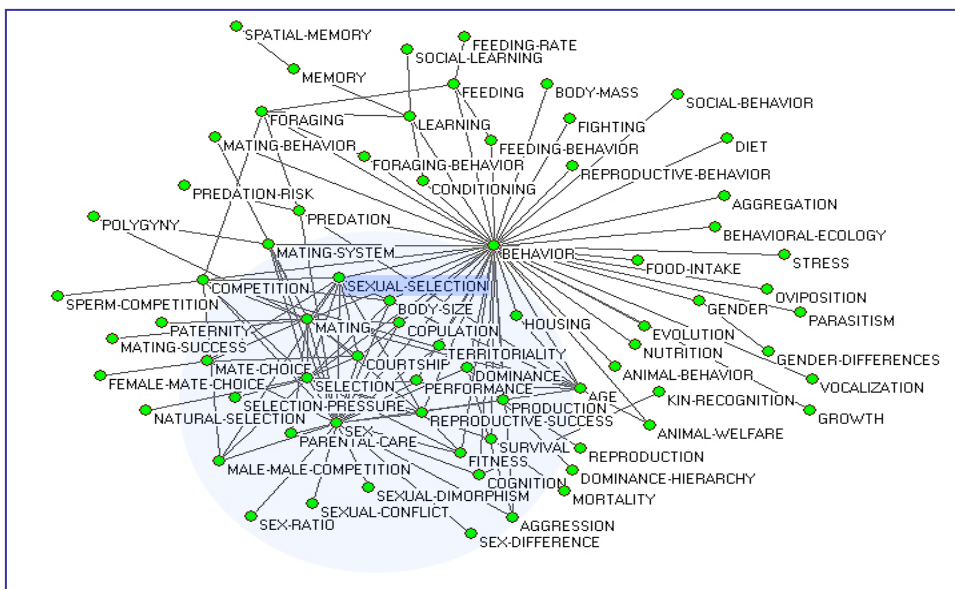 SPATIAL-MEMORY
FEEDING-RATE
SOCIAL-LEARNING
MEMORY
FEEDING
BODY-MASS
SOCIAL-BEHAVIOR
FORAGING
LEARNING
FIGHTING
MATING-BEHAVIOR
FEEDING-BEHAVIOR
DIET
FORAGING-BEHAVIOR
REPRODUCTIVE-BEHAVIOR
CONDITIONING
PREDATION-RISK
AGGREGATION
PREDATION
POLYGYNY
BEHAVIORAL-ECOLOGY
MATING-SYSTEM
BEHAVIOR
STRESS
FOOD-INTAKE
COMPETITION
SEXUAL-SELECTION
OVIPOSITION
SPERM-COMPETITION
BODY-SIZE
GENDER
PARASITISM
PATERNITY
MATING
COPULATION
HOUSING
EVOLUTION
MATING-SUCCESS
TERRITORIALITY
NUTRITION
GENDER-DIFFERENCES
MATE-CHOICE
COURTSHIP
DOMINANCE
ANIMAL-BEHAVIOR
FEMALE-MATE-CHOICE
SELECTION
PERFORMANCE
VOCALIZATION
AGE
KIN-RECOGNITION
SELECTION-PRESSURE
PRODUCTION
NATURAL-SELECTION
REPRODUCTIVE-SUCCESS
GROWTH
SEX
ANIMAL-WELFARE
PARENTAL-CARE
SURVIVAL
REPRODUCTION
MALE-MALE-COMPETITION
FITNESS
COGNITION
DOMINANCE-HIERARCHY
SEXUAL-DIMORPHISM
MORTALITY
SEXUAL-CONFLICT
SEX-RATIO
AGGRESSION
SEX-DIFFERENCE